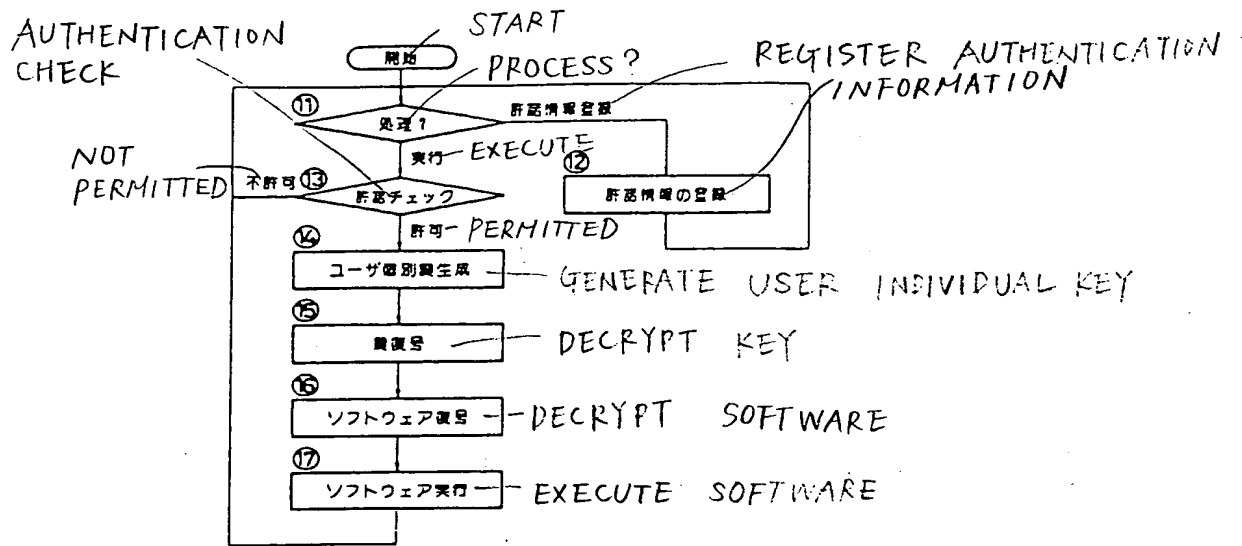 AUTHENTICATION
CHECK
START
開始
PROCESS?
REGISTER AUTHENTICATION
INFORMATION
⑪
処理?
許諾情報登録
実行
EXECUTE
⑫
許諾情報の登録
NOT
PERMITTED
不許可
⑬
許諾チェック
許可
PERMITTED
⑭
ユーザ個別鍵生成
GENERATE USER INDIVIDUAL KEY
⑮
鍵復号
DECRYPT KEY
⑯
ソフトウェア復号
DECRYPT SOFTWARE
⑰
ソフトウェア実行
EXECUTE SOFTWARE